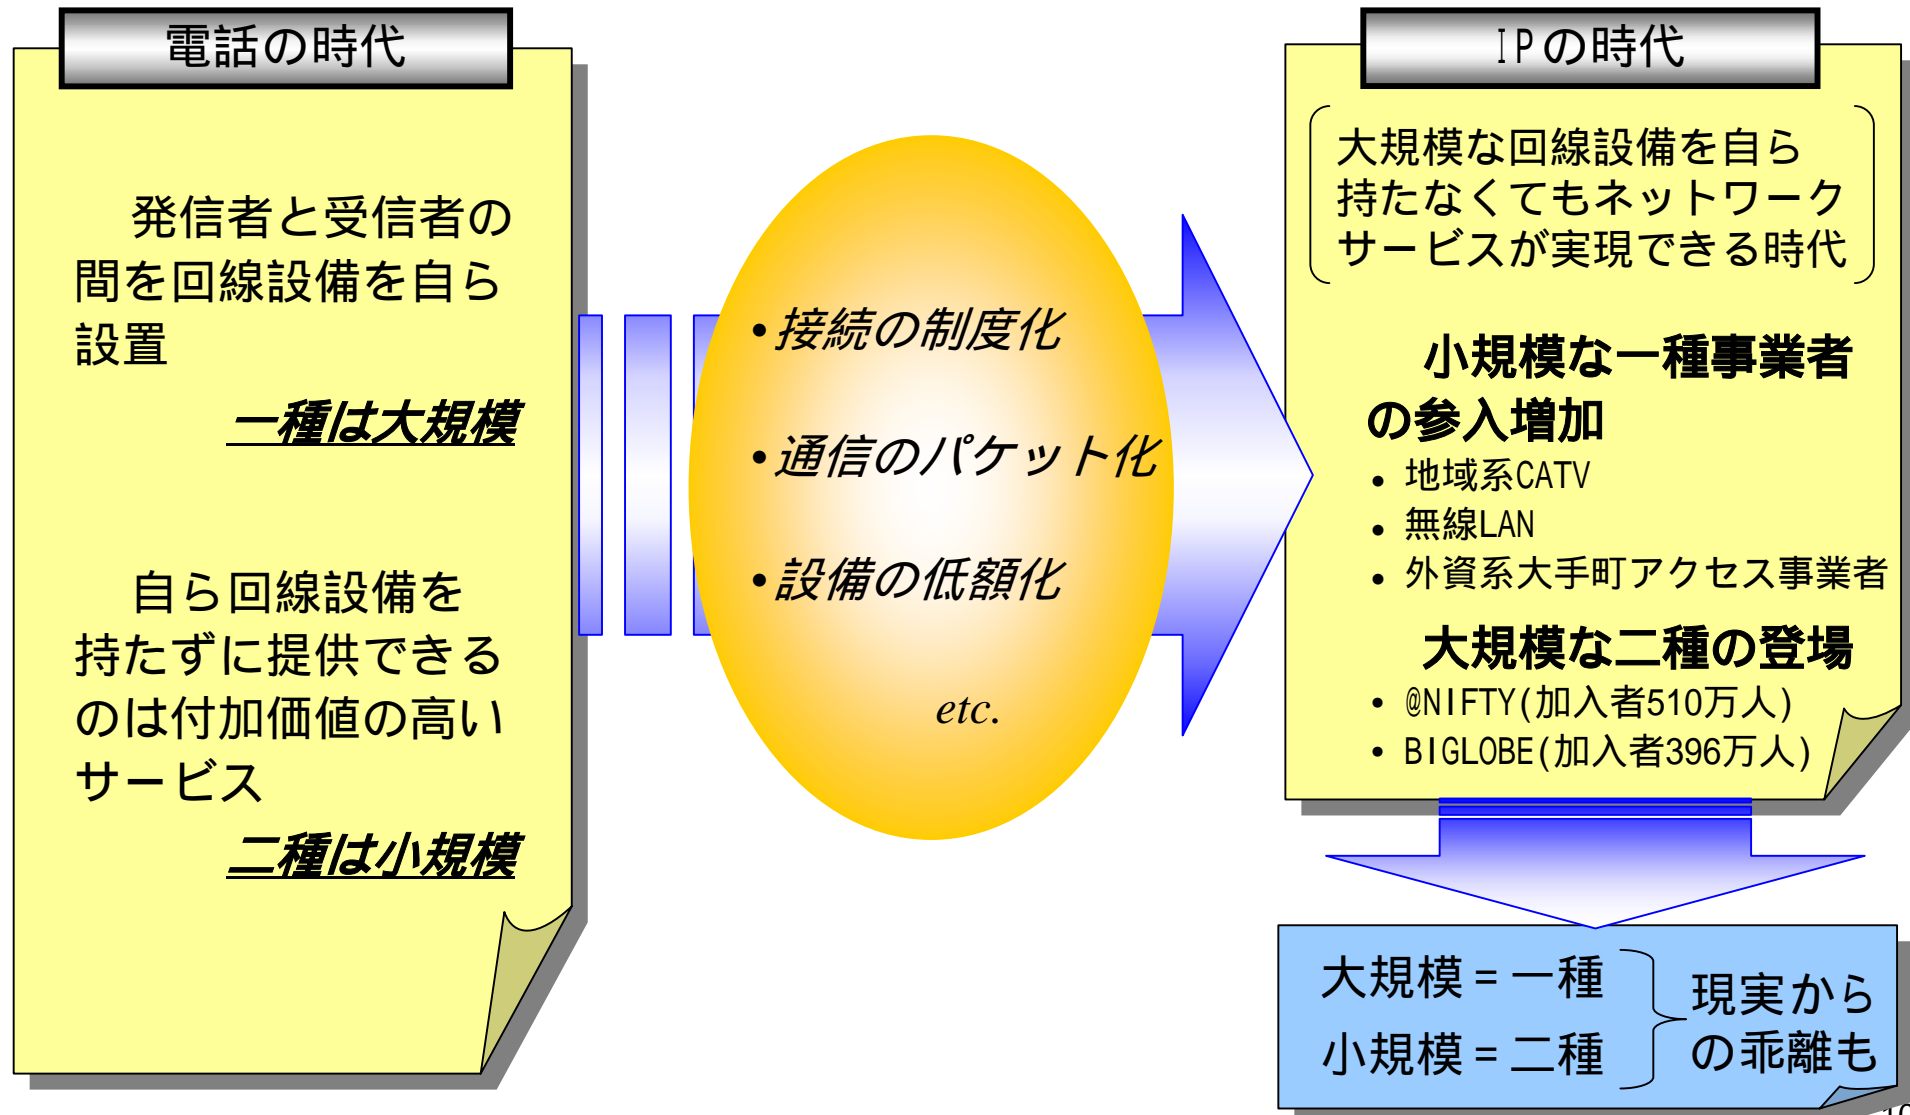 電話の時代
発信者と受信者の
間を回線設備を自ら
設置
一種は大規模
自ら回線設備を
持たずに提供できる
のは付加価値の高い
サービス
二種は小規模
•接続の制度化
•通信のパケット化
•設備の低額化
etc.
IPの時代
大規模な回線設備を自ら
持たなくてもネットワーク
サービスが実現できる時代
小規模な一種事業者
の参入増加
• 地域系CATV
• 無線LAN
• 外資系大手町アクセス事業者
大規模な二種の登場
• @NIFTY(加入者510万人)
• BIGLOBE(加入者396万人)
大規模=一種
小規模=二種
現実から
の乖離も